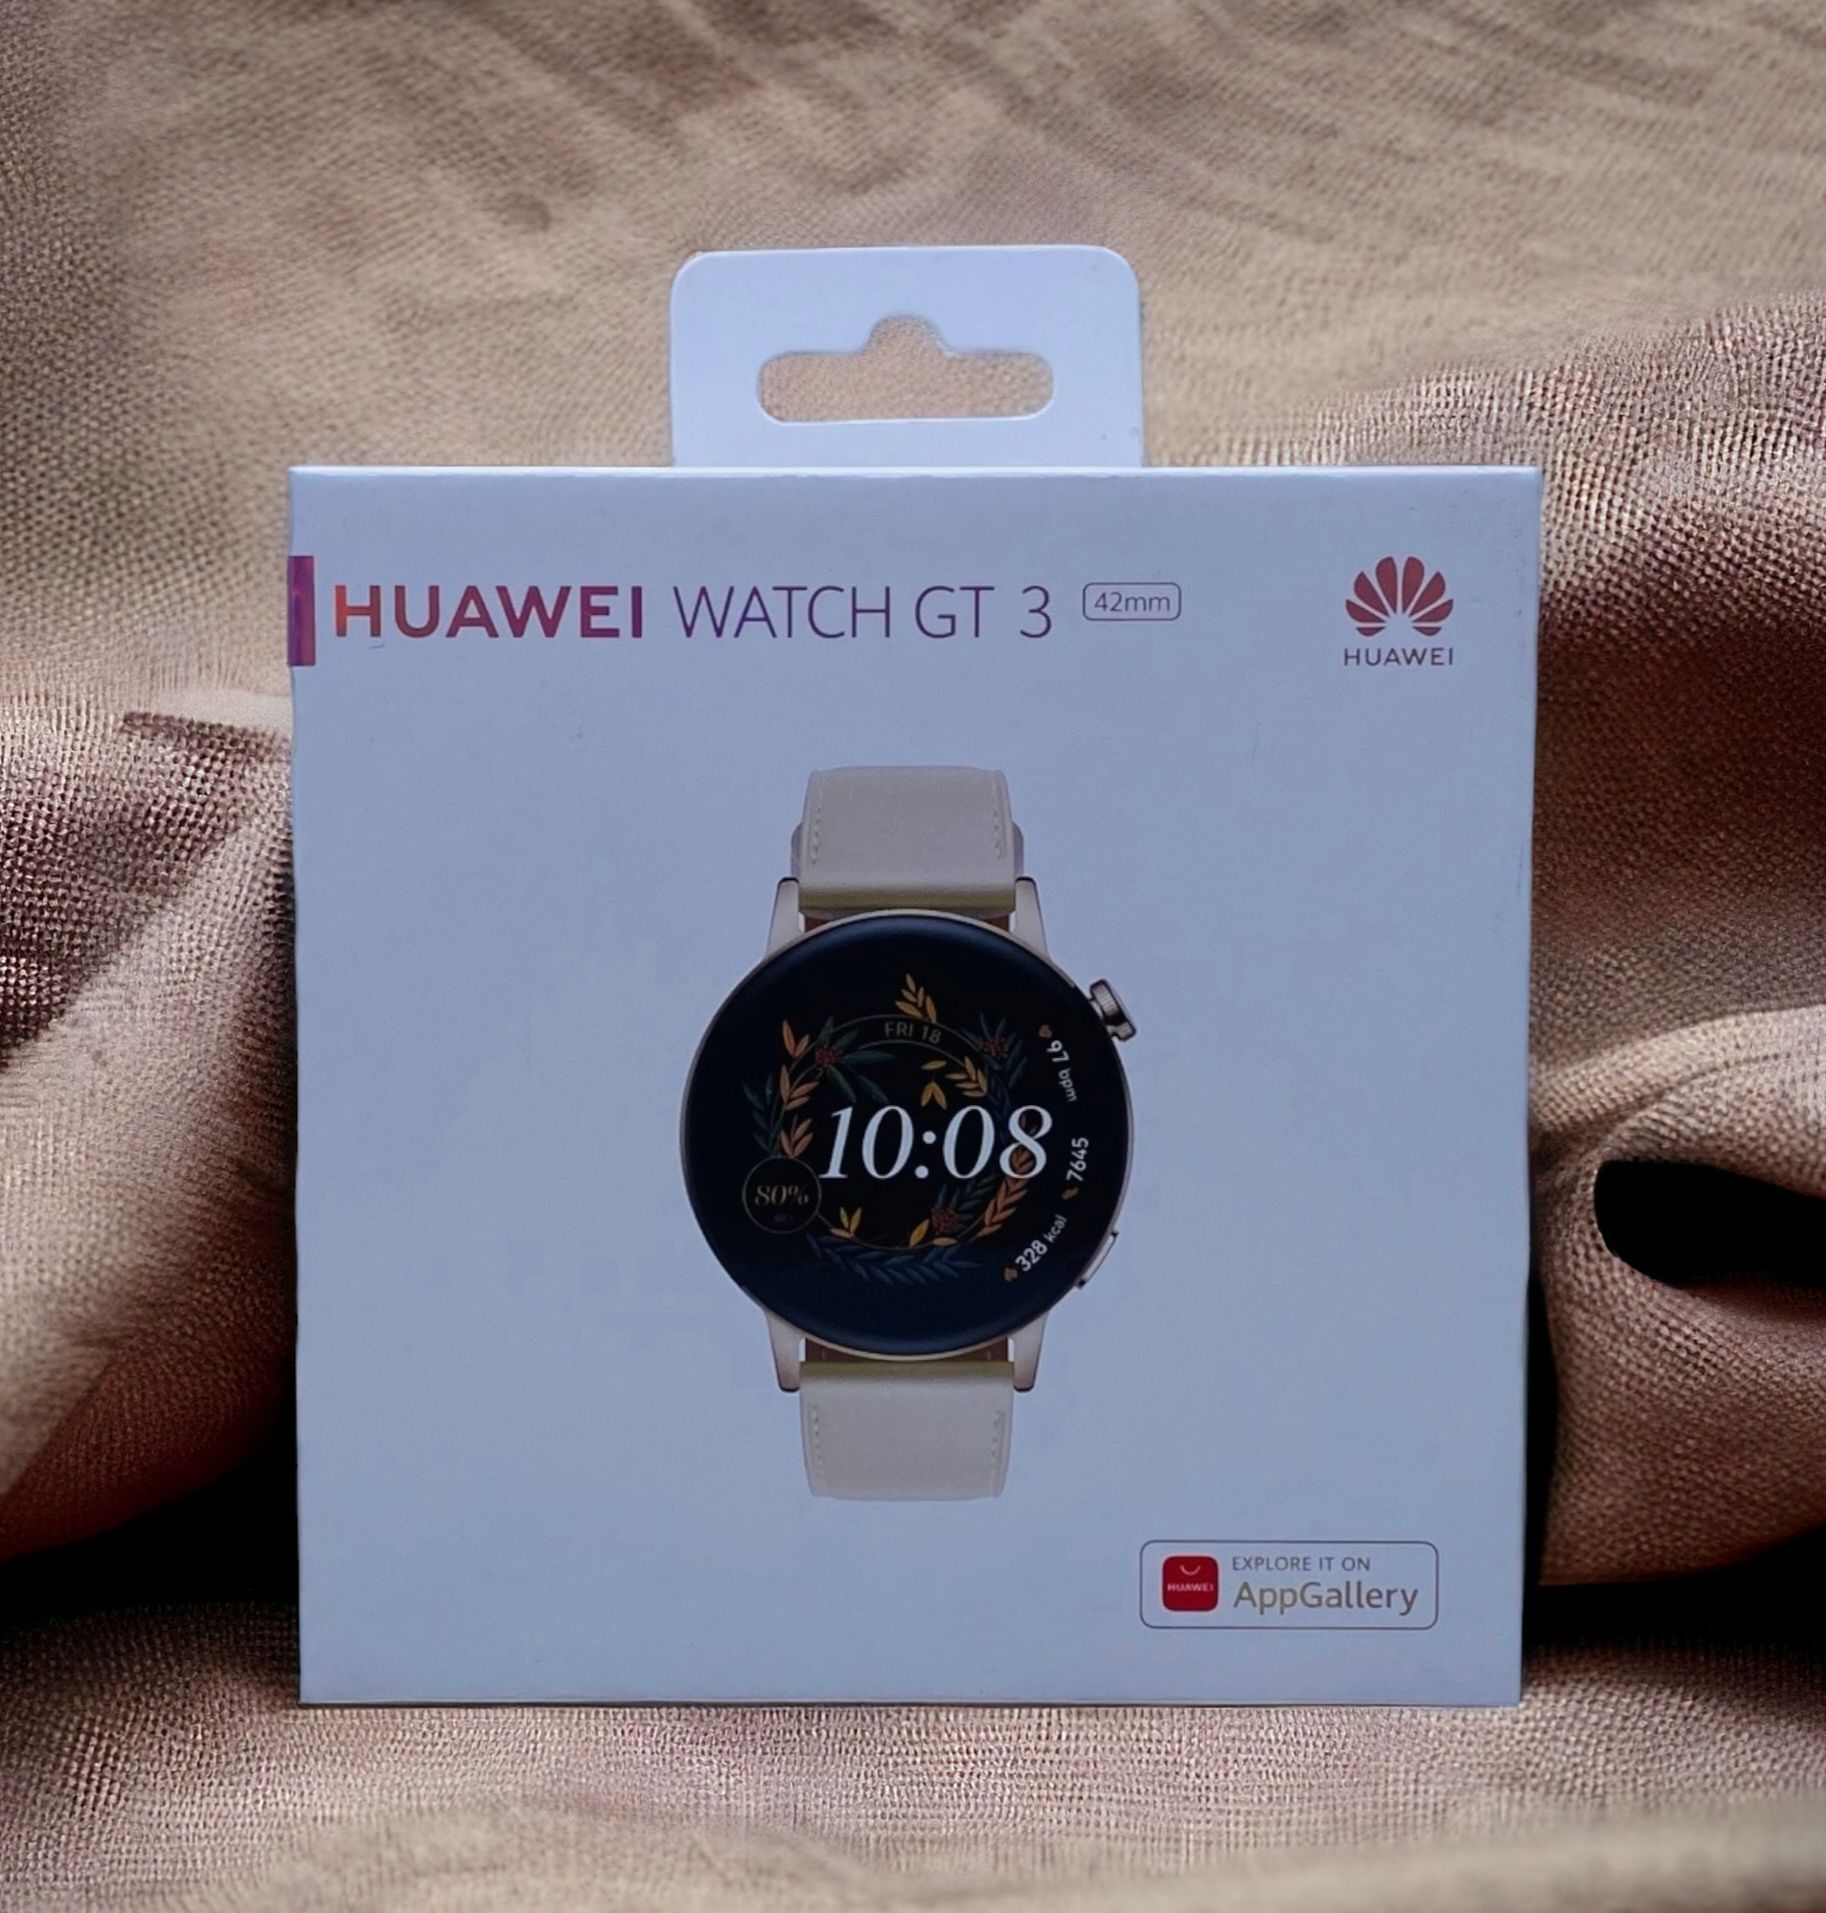 HUAWEI WATCH GT 3 42mm
HUAWEI
FRI 18
67 bpm
10:08
7645
80%
328 kcal
EXPLORE IT ON
HUAWEI AppGallery